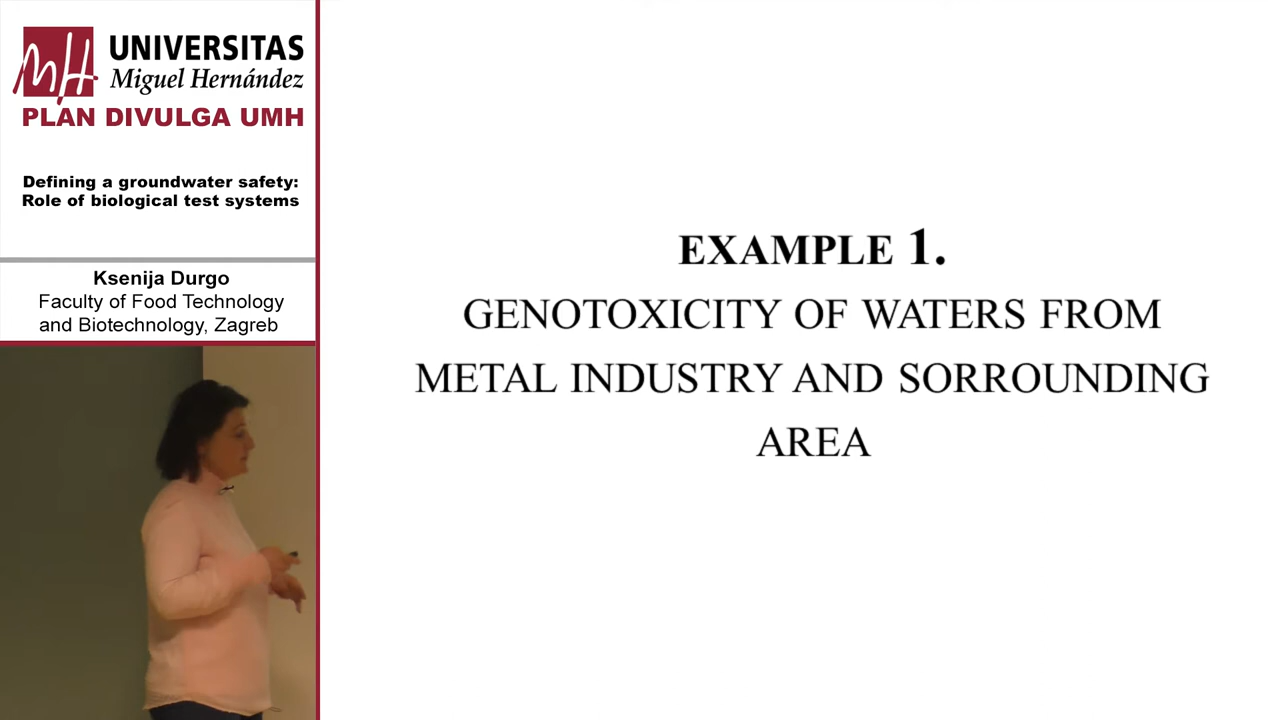 UNIVERSITAS
Miguel Hernández
PLAN DIVULGA UMH
Defining a groundwater safety:
Role of biological test systems
Ksenija Durgo
Faculty of Food Technology
and Biotechnology, Zagreb
EXAMPLE 1.
GENOTOXICITY OF WATERS FROM
METAL INDUSTRY AND SORROUNDING
AREA